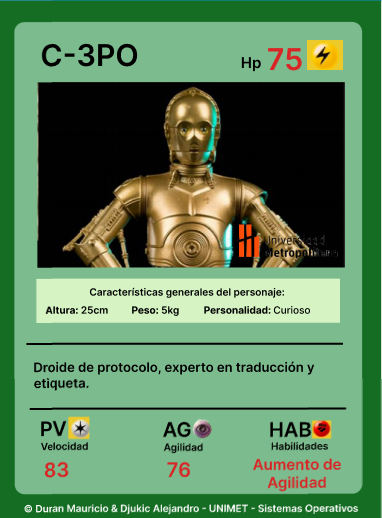 C-3PO
Hp 75
Universidad
Metropolitana
Características generales del personaje:
Altura: 25cm Peso: 5kg Personalidad: Curioso
Droide de protocolo, experto en traducción y
etiqueta.
PV AG HAB
Velocidad Agilidad Habilidades
83 76 Aumento de
Agilidad
© Duran Mauricio & Djukic Alejandro - UNIMET - Sistemas Operativos